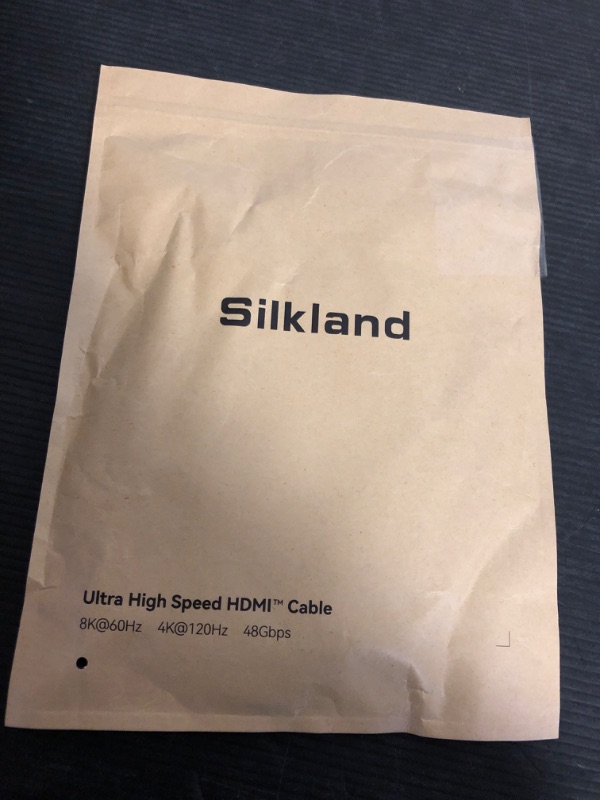 Silkland
Ultra High Speed HDMI™ Cable
8K@60Hz 4K@120Hz 48Gbps